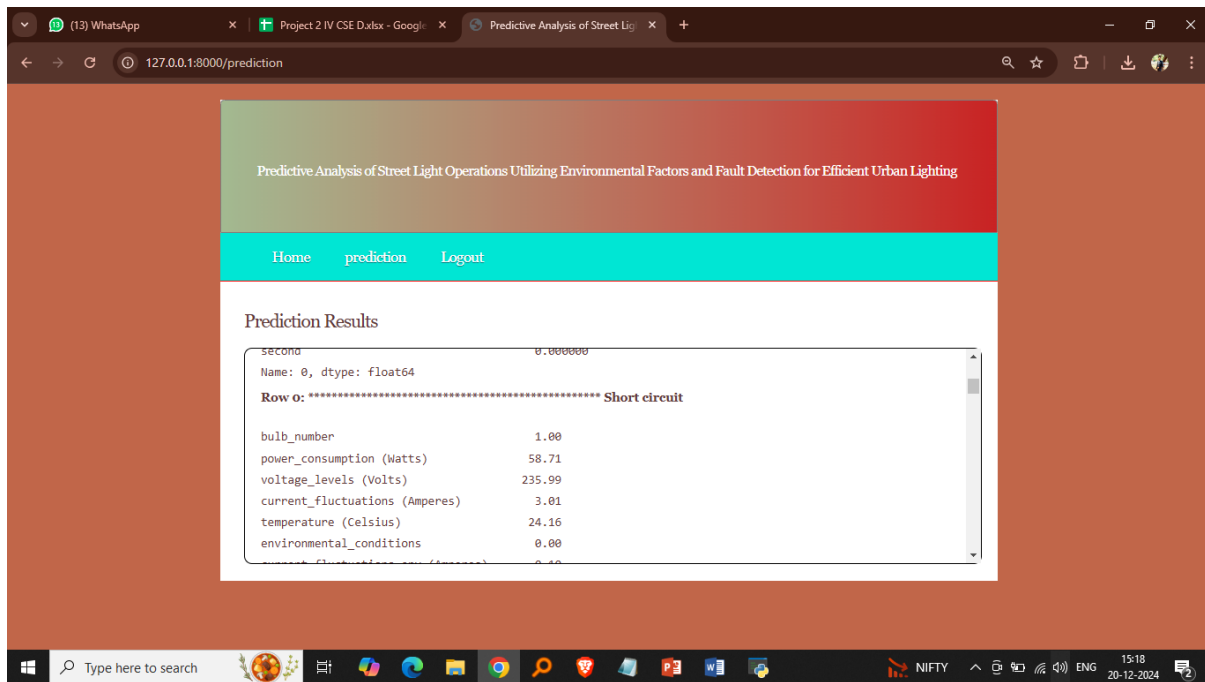 (13) WhatsApp
Project 2 IV CSE D.xlsx - Google
Predictive Analysis of Street Lig
127.0.0.1:8000/prediction
Predictive Analysis of Street Light Operations Utilizing Environmental Factors and Fault Detection for Efficient Urban Lighting
Home prediction Logout
Prediction Results
second 0.000000
Name: 0, dtype: float64
Row 0: ************************************************** Short circuit
bulb_number 1.00
power_consumption (Watts) 58.71
voltage_levels (Volts) 235.99
current_fluctuations (Amperes) 3.01
temperature (Celsius) 24.16
environmental_conditions 0.00
Type here to search
NIFTY
ENG
15:18
20-12-2024
2